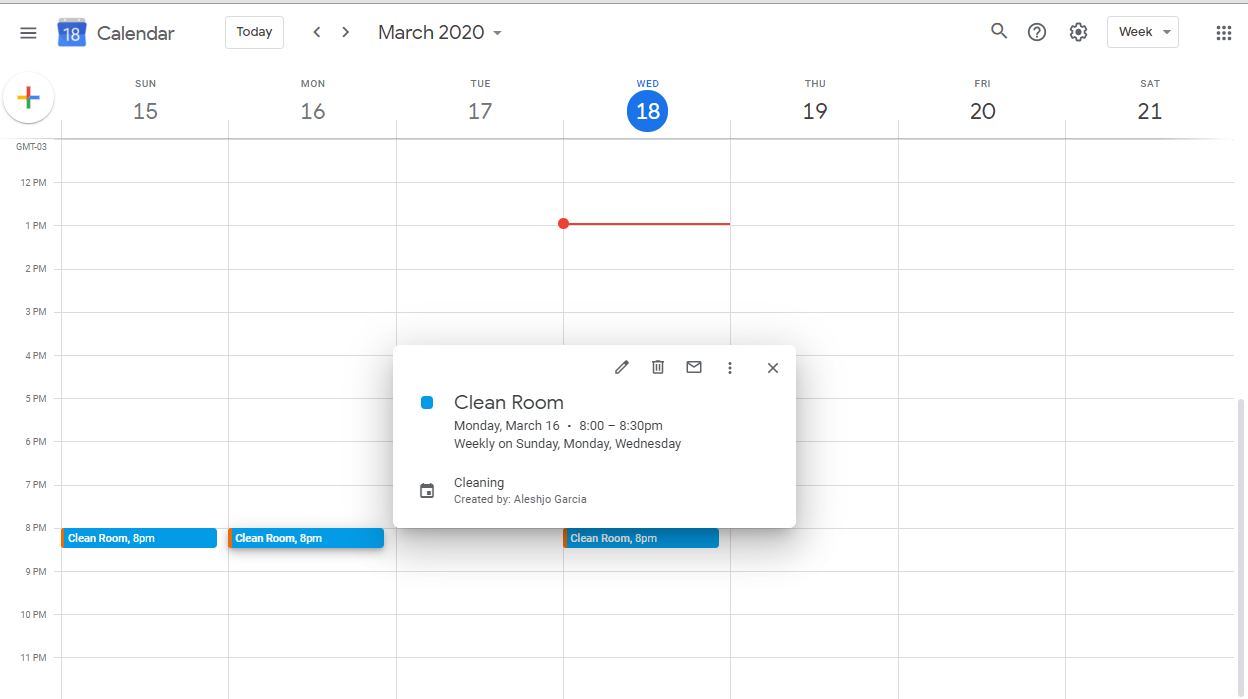 18 Calendar Today March 2020 Week
SUN MON TUE WED THU FRI SAT
15 16 17 18 19 20 21
GMT-03
12 PM
1 PM
2 PM
3 PM
4 PM
5 PM
6 PM
7 PM
8 PM
9 PM
10 PM
11 PM
Clean Room
Monday, March 16 • 8:00 – 8:30pm
Weekly on Sunday, Monday, Wednesday
Cleaning
Created by: Aleshjo Garcia
Clean Room, 8pm
Clean Room, 8pm
Clean Room, 8pm